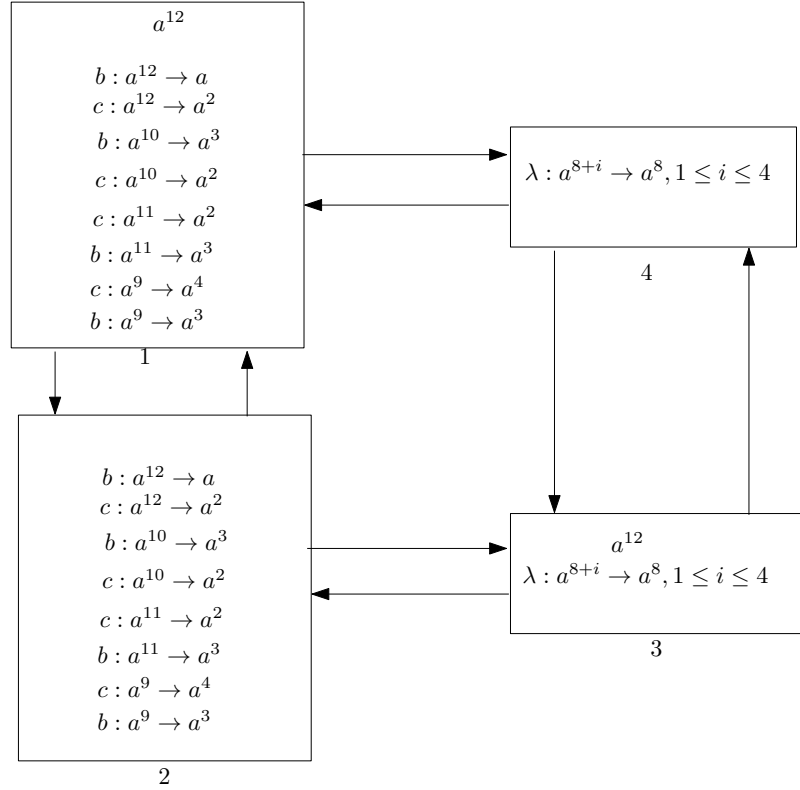 a^{12}
b : a^{12} → a
c : a^{12} → a^2
b : a^{10} → a^3
c : a^{10} → a^2
c : a^{11} → a^2
b : a^{11} → a^3
c : a^9 → a^4
b : a^9 → a^3
1
λ : a^{8+i} → a^8, 1 ≤ i ≤ 4
4
b : a^{12} → a
c : a^{12} → a^2
b : a^{10} → a^3
c : a^{10} → a^2
c : a^{11} → a^2
b : a^{11} → a^3
c : a^9 → a^4
b : a^9 → a^3
2
a^{12}
λ : a^{8+i} → a^8, 1 ≤ i ≤ 4
3